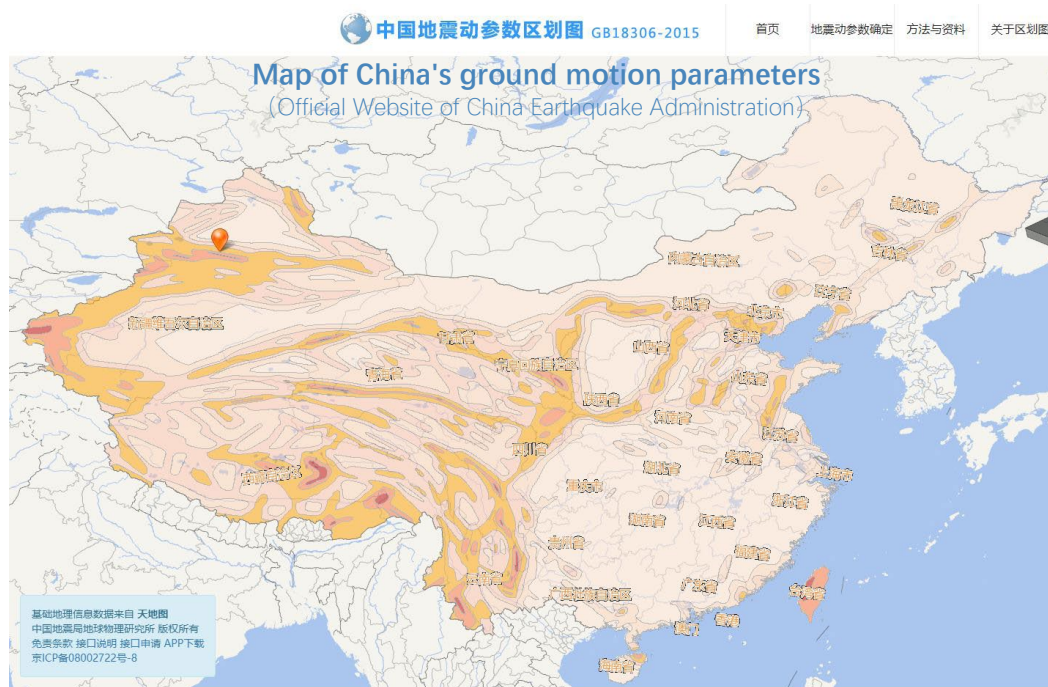 中国地震动参数区划图 GB18306-2015
首页
地震动参数确定
方法与资料
关于区划图
Map of China's ground motion parameters
(Official Website of China Earthquake Administration)
黑龙江省
吉林省
内蒙古自治区
辽宁省
河北省
北京市
天津市
新疆维吾尔自治区
甘肃省
山西省
宁夏回族自治区
青海省
山东省
陕西省
河南省
江苏省
四川省
安徽省
西藏自治区
湖北省
上海市
重庆市
浙江省
湖南省
江西省
贵州省
福建省
云南省
广西壮族自治区
广东省
台湾省
澳门
香港
海南省
基础地理信息数据来自 天地图
中国地震局地球物理研究所 版权所有
免责条款 接口说明 接口申请 APP下载
京ICP备08002722号-8